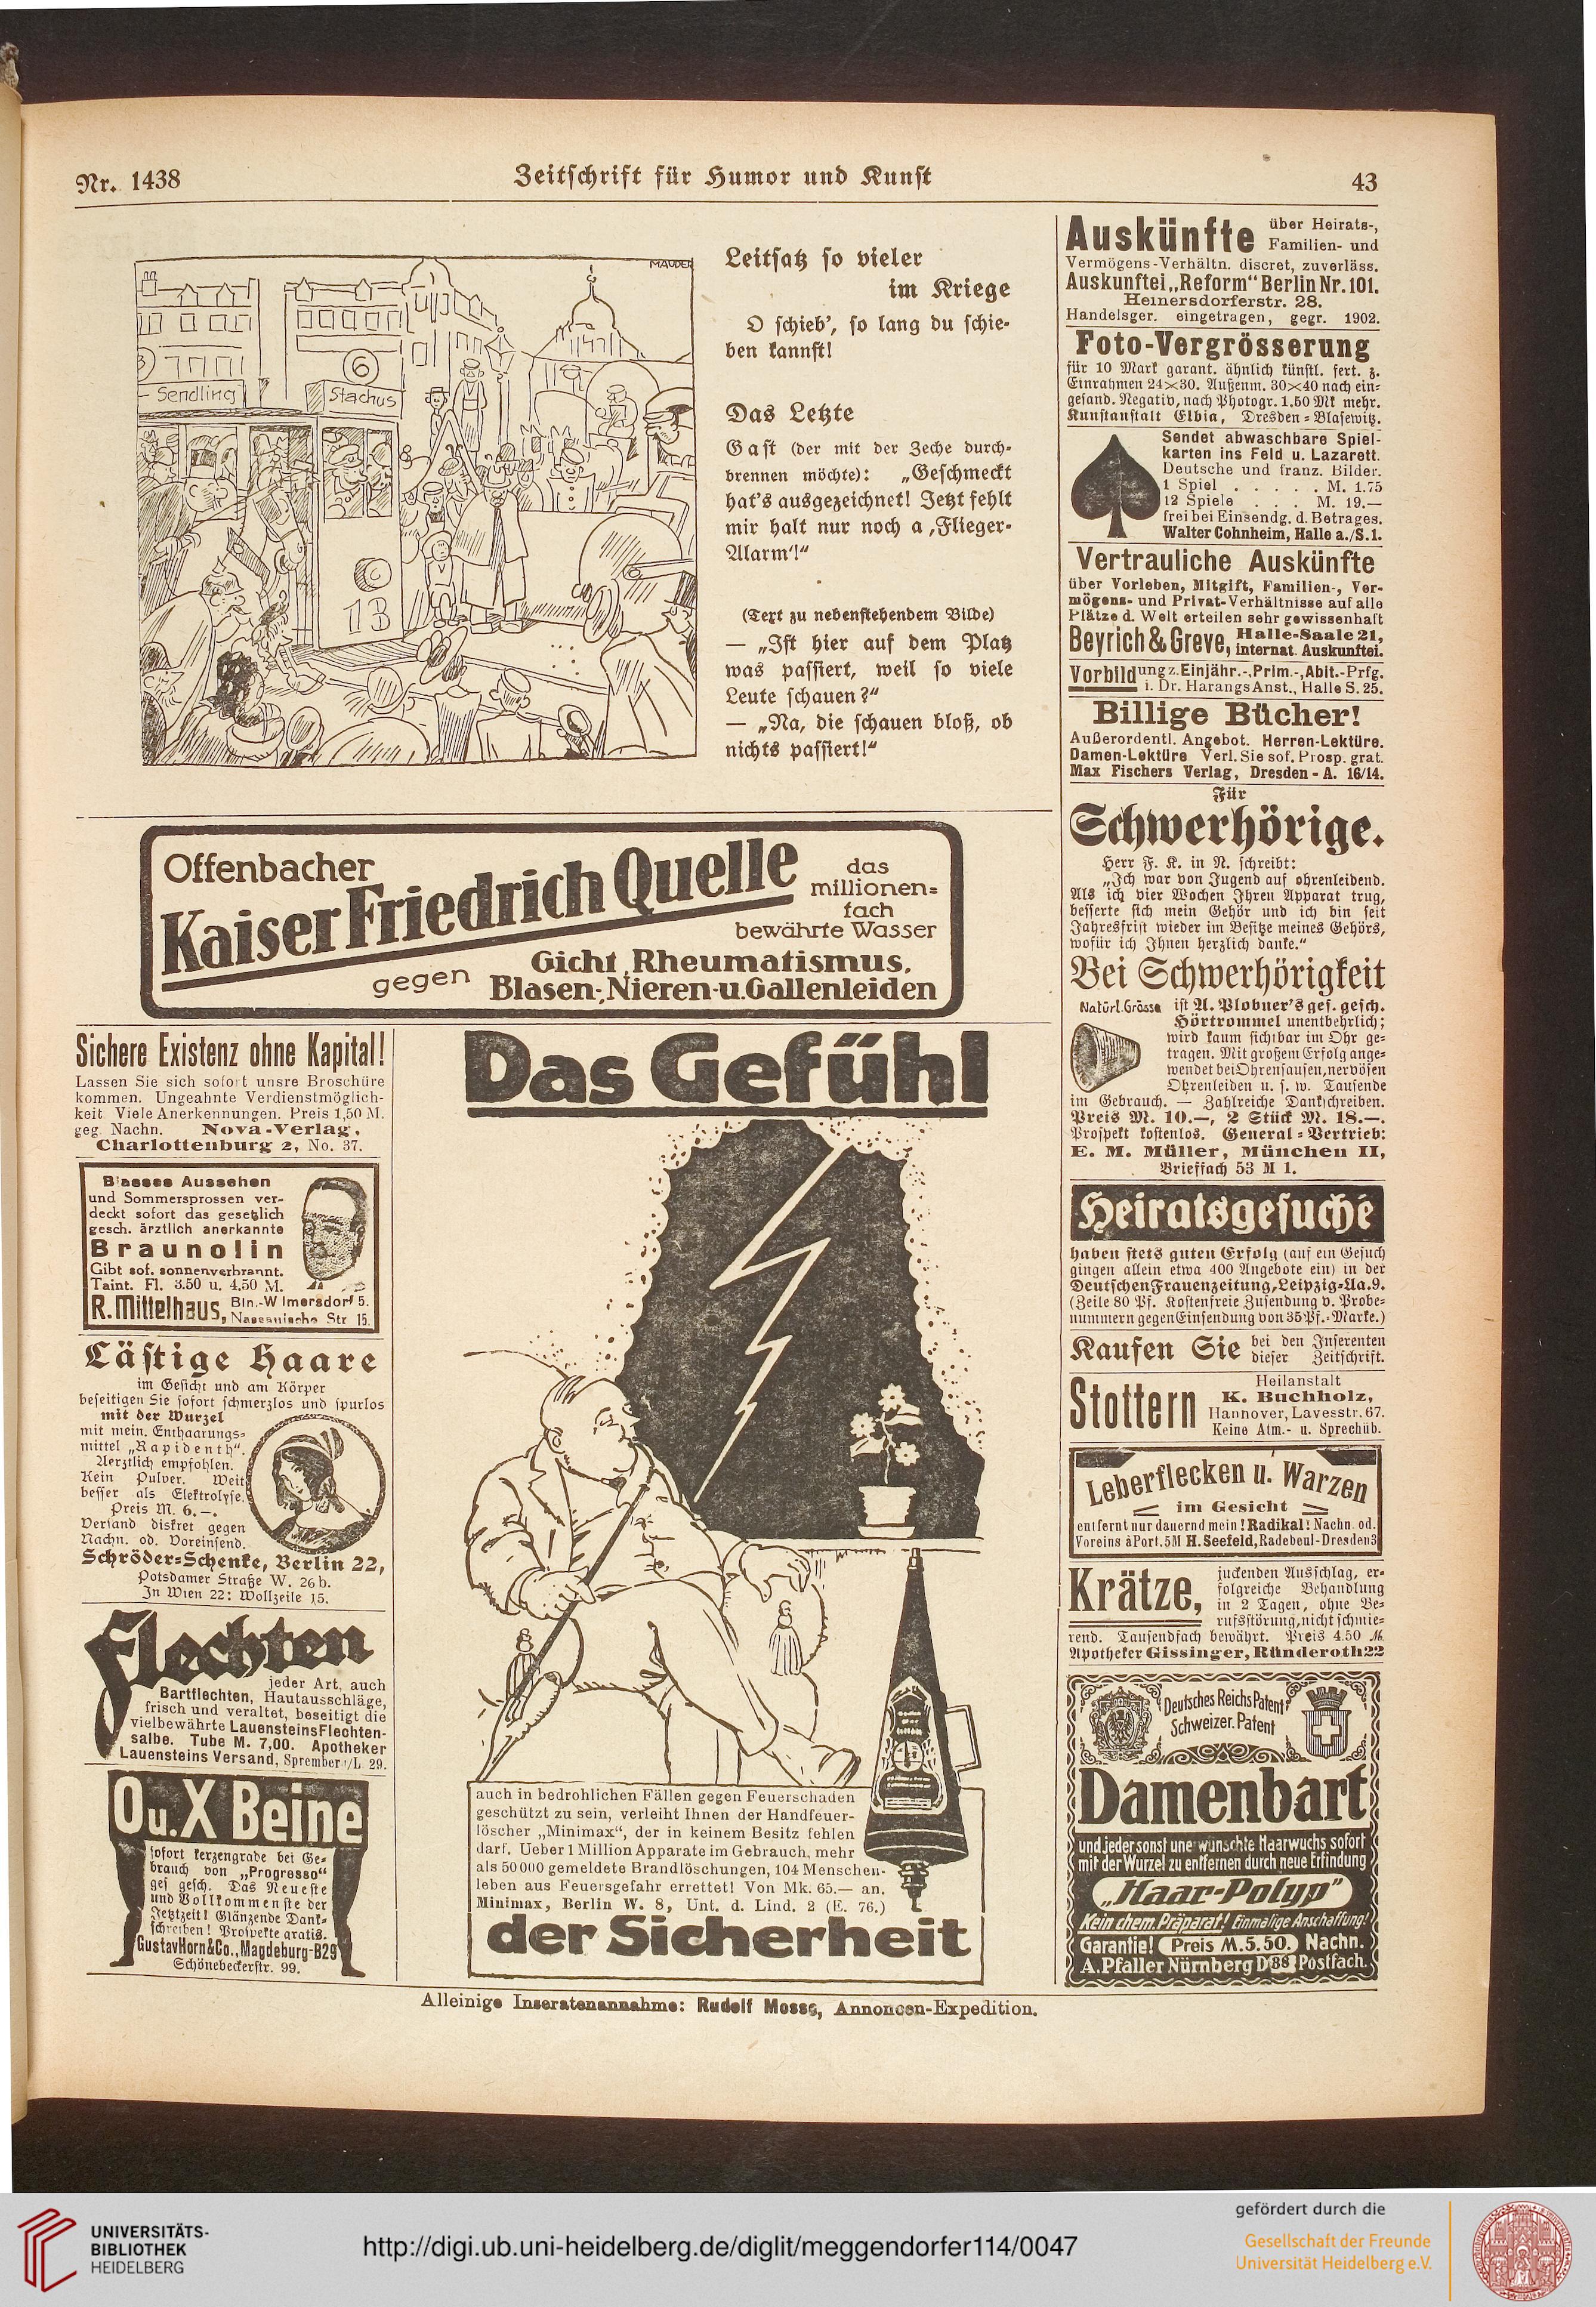 Nr. 1438
Zeitschrift für Humor und Kunst
43
MAUDER
Sendling
Stachus
6
13
Leitsatz so vieler
im Kriege
O schieb', so lang du schie-
ben kannst!
Das Letzte
Gast (der mit der Zeche durch-
brennen möchte): „Geschmeckt
hat's ausgezeichnet! Jetzt fehlt
mir halt nur noch a ‚Flieger-
Alarm'!“
(Text zu nebenstehendem Bilde)
— „Ist hier auf dem Platz
was passiert, weil so viele
Leute schauen?“
— „Na, die schauen bloß, ob
nichts passiert!“
Offenbacher
Kaiser Friedrich Quelle
das
millionen=
fach
bewährte Wasser
gegen
Gicht, Rheumatismus,
Blasen-, Nieren-u. Gallenleiden
Sichere Existenz ohne Kapital!
Lassen Sie sich sofort unsre Broschüre
kommen. Ungeahnte Verdienstmöglich-
keit. Viele Anerkennungen. Preis 1,50 M.
geg. Nachn. Nova-Verlag,
Charlottenburg 2, No. 37.
Blasses Aussehen
und Sommersprossen ver-
deckt sofort das gesetzlich
gesch. ärztlich anerkannte
Braunolin
Gibt sof. sonnenverbrannt.
Taint. Fl. 3.50 u. 4.50 M.
R. Mittelhaus, Bln.-Wilmersdorf 5.
Nassauische Str. 15.
Lästige Haare
im Gesicht und am Körper
beseitigen Sie sofort schmerzlos und spurlos
mit der Wurzel
mit mein. Enthaarungs-
mittel „Rapidenth“.
Aerztlich empfohlen.
Kein Pulver. Weit
besser als Elektrolyse.
Preis M. 6.—.
Versand diskret gegen
Nachn. od. Voreinsend.
Schröder-Schenke, Berlin 22,
Potsdamer Straße W. 26 b.
In Wien 22: Wollzeile 15.
Flechten
jeder Art, auch
Bartflechten, Hautausschläge,
frisch und veraltet, beseitigt die
vielbewährte Lauensteins Flechten-
salbe. Tube M. 7,00. Apotheker
Lauensteins Versand, Spremberg/L. 29.
O u. X Beine
sofort kerzengrade bei Ge-
brauch von „Progresso“
ges. gesch. Das Neueste
und Vollkommenste der
Jetztzeit! Glänzende Dank-
schreiben! Prospekte gratis.
Gustav Horn & Co., Magdeburg-B29
Schönebeckerstr. 99.
Das Gefühl
auch in bedrohlichen Fällen gegen Feuerschaden
geschützt zu sein, verleiht Ihnen der Handfeuer-
löscher „Minimax“, der in keinem Besitz fehlen
darf. Ueber 1 Million Apparate im Gebrauch, mehr
als 50000 gemeldete Brandlöschungen, 104 Menschen-
leben aus Feuersgefahr errettet! Von Mk. 65.— an.
Minimax, Berlin W. 8, Unt. d. Lind. 2 (E. 76.)
der Sicherheit
Auskünfte über Heirats-,
Familien- und
Vermögens-Verhältn. discret, zuverläss.
Auskunftei „Reform“ Berlin Nr. 101.
Heinersdorferstr. 28.
Handelsger. eingetragen, gegr. 1902.
Foto-Vergrösserung
für 10 Mark garant. ähnlich künstl. fert. z.
Einrahmen 24×30. Außenm. 30×40 nach ein-
gesand. Negativ, nach Photogr. 1.50 Mk mehr.
Kunstanstalt Elbia, Dresden-Blasewitz.
Sendet abwaschbare Spiel-
karten ins Feld u. Lazarett.
Deutsche und franz. Bilder.
1 Spiel . . . . . M. 1.75
12 Spiele . . . M. 19.—
frei bei Einsendg. d. Betrages.
Walter Cohnheim, Halle a./S.1.
Vertrauliche Auskünfte
über Vorleben, Mitgift, Familien-, Ver-
mögens- und Privat-Verhältnisse auf alle
Plätze d. Welt erteilen sehr gewissenhaft
Beyrich & Greve, Halle-Saale 21,
internat. Auskunftei.
Vorbildung z. Einjähr.-, Prim.-, Abit.-Prfg.
i. Dr. Harangs Anst., Halle S. 25.
Billige Bücher!
Außerordentl. Angebot. Herren-Lektüre.
Damen-Lektüre Verl. Sie sof. Prosp. grat.
Max Fischers Verlag, Dresden-A. 16/14.
Für
Schwerhörige.
Herr F. K. in N. schreibt:
„Ich war von Jugend auf ohrenleidend.
Als ich vier Wochen Ihren Apparat trug,
besserte sich mein Gehör und ich bin seit
Jahresfrist wieder im Besitze meines Gehörs,
wofür ich Ihnen herzlich danke.“
Bei Schwerhörigkeit
Natürl. Grösse
ist A. Plobner's ges. gesch.
Hörtrommel unentbehrlich;
wird kaum sichtbar im Ohr ge-
tragen. Mit großem Erfolg ange-
wendet bei Ohrensausen, nervösen
Ohrenleiden u. s. w. Tausende
im Gebrauch. — Zahlreiche Dankschreiben.
Preis M. 10.—, 2 Stück M. 18.—.
Prospekt kostenlos. General-Vertrieb:
E. M. Müller, München II,
Brieffach 53 M 1.
Heiratsgesuche
haben stets guten Erfolg (auf ein Gesuch
gingen allein etwa 400 Angebote ein) in der
Deutschen Frauenzeitung, Leipzig-Ua. 9.
(Zeile 80 Pf. Kostenfreie Zusendung v. Probe-
nummern gegen Einsendung von 35 Pf.-Marke.)
Kaufen Sie bei den Inserenten
dieser Zeitschrift.
Stottern
Heilanstalt
K. Buchholz,
Hannover, Lavesstr. 67.
Keine Atm.- u. Sprechüb.
Leberflecken u. Warzen
im Gesicht
entfernt nur dauernd mein ! Radikal! Nachn. od.
Voreins. à Port. 5M H. Seefeld, Radebeul-Dresden 3
Krätze,
juckenden Ausschlag, er-
folgreiche Behandlung
in 2 Tagen, ohne Be-
rufsstörung, nicht schmie-
rend. Tausendfach bewährt. Preis 4.50 M
Apotheker Gissinger, Ründeroth 22
Deutsches Reichs Patent
Schweizer. Patent
Damenbart
und jeder sonst une wünschte Haarwuchs sofort
mit der Wurzel zu entfernen durch neue Erfindung
„Haar-Polyp“
Kein chem. Präparat! Einmalige Anschaffung!
Garantie! Preis M. 5.50. Nachn.
A. Pfaller Nürnberg D 88 Postfach.
Alleinige Inseratenannahme: Rudolf Mosse, Annoncen-Expedition.
UNIVERSITÄTS-
BIBLIOTHEK
HEIDELBERG
http://digi.ub.uni-heidelberg.de/diglit/meggendorfer114/0047
gefördert durch die
Gesellschaft der Freunde
Universität Heidelberg e.V.